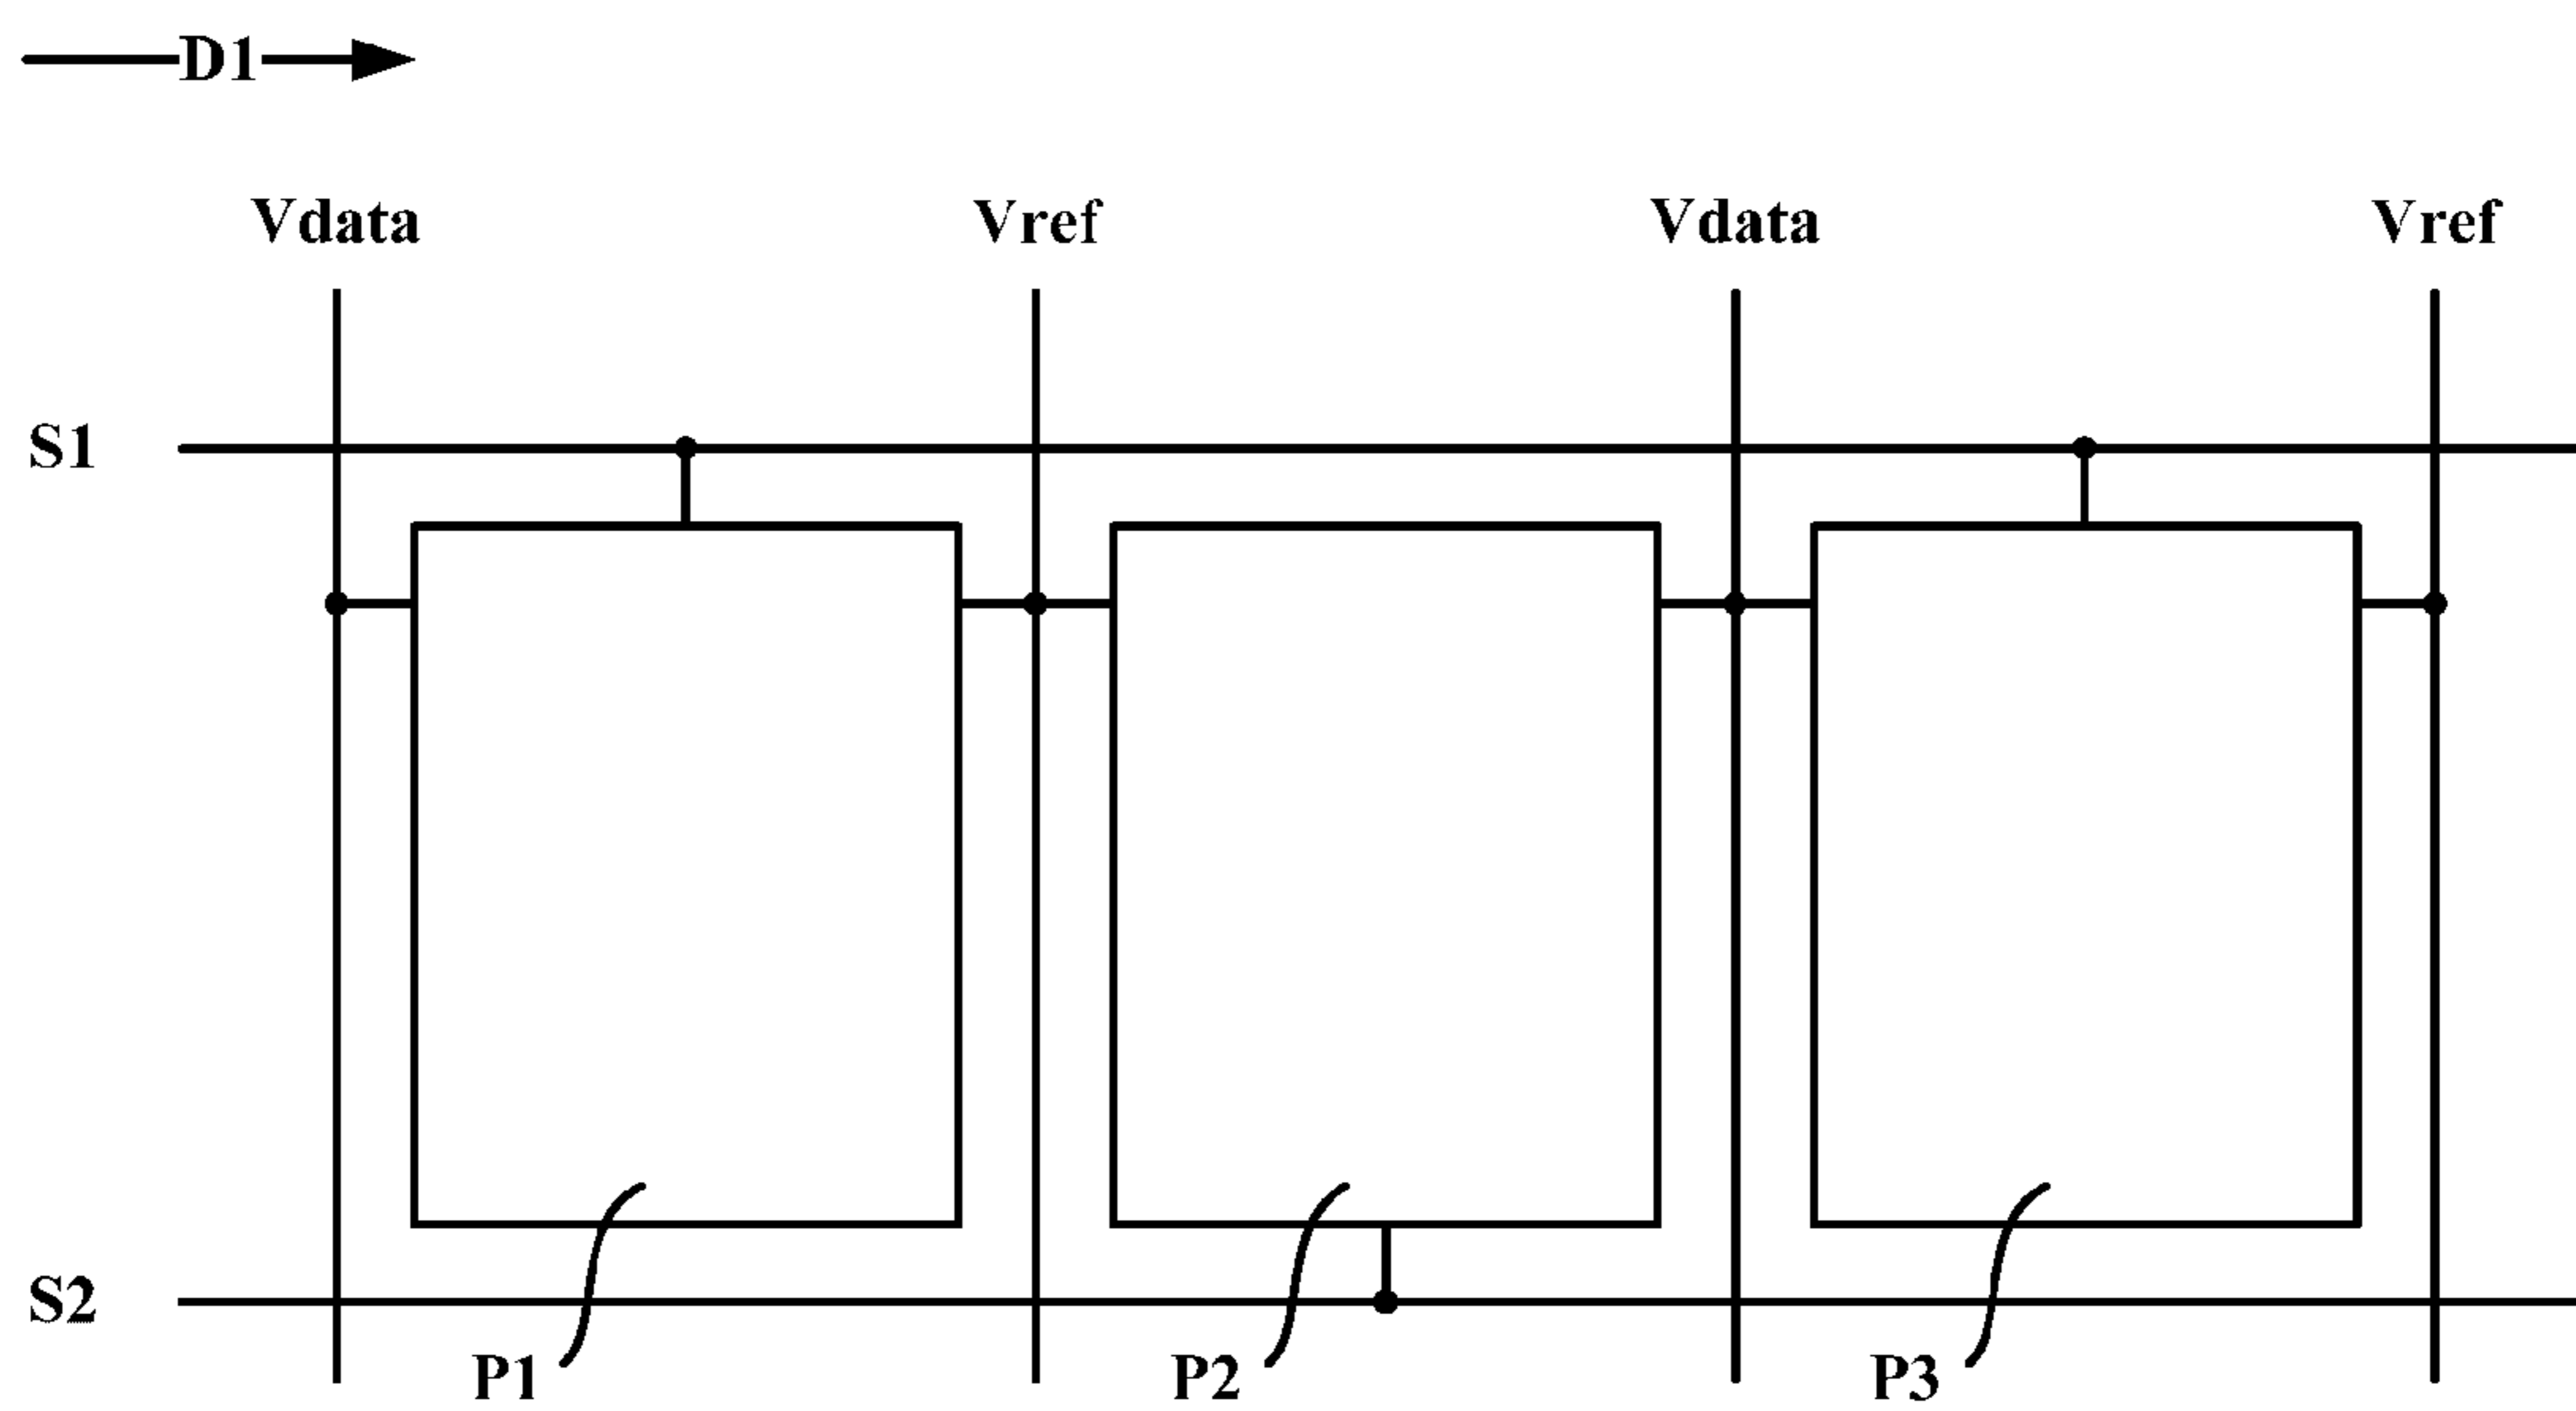 D1
Vdata Vref Vdata Vref
S1
S2
P1 P2 P3